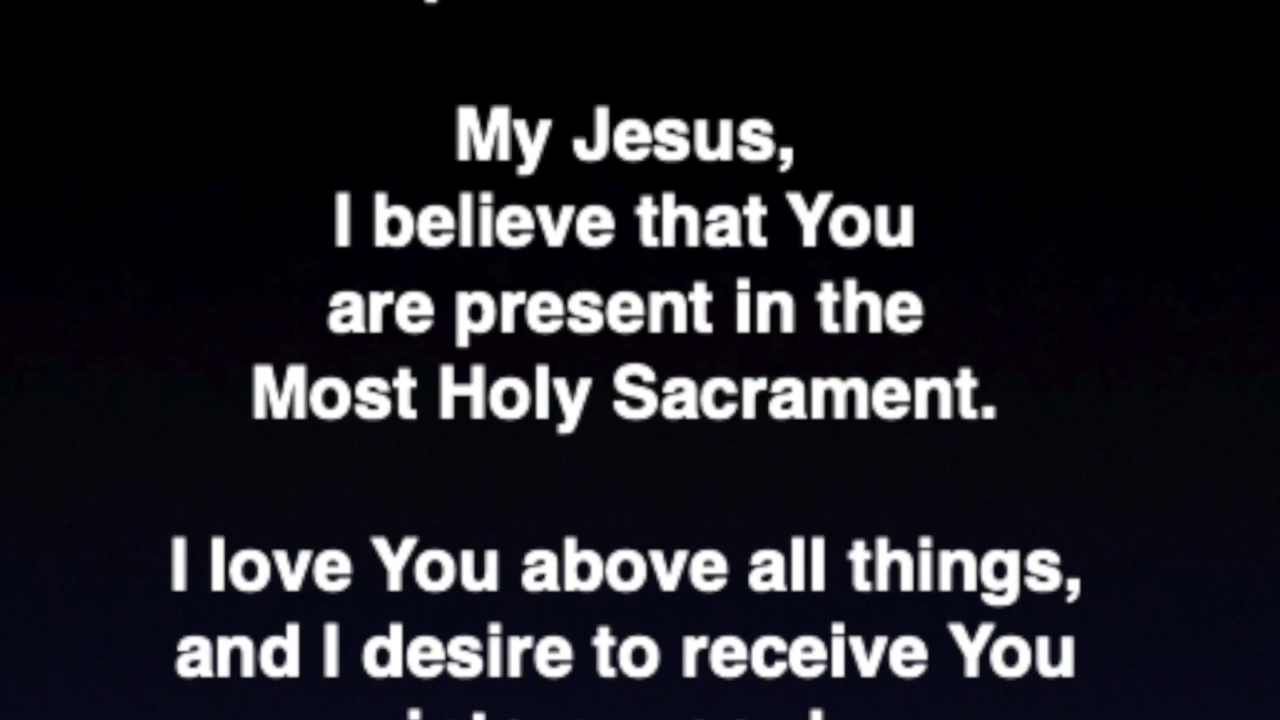 My Jesus,
I believe that You
are present in the
Most Holy Sacrament.
I love You above all things,
and I desire to receive You